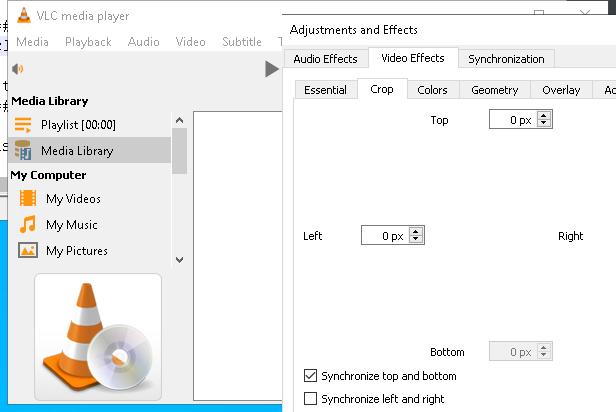 VLC media player
Media Playback Audio Video Subtitle
Media Library
Playlist [00:00]
Media Library
My Computer
My Videos
My Music
My Pictures
Adjustments and Effects
Audio Effects Video Effects Synchronization
Essential Crop Colors Geometry Overlay
Top 0 px
Left 0 px Right
Bottom 0 px
Synchronize top and bottom
Synchronize left and right